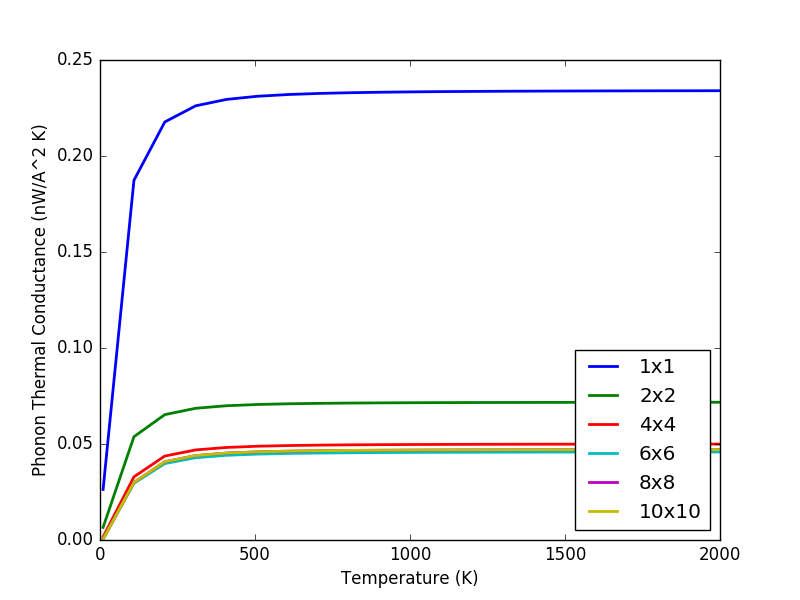 0.25
0.20
0.15
0.10
0.05
0.00
Phonon Thermal Conductance (nW/A^2 K)
1x1
2x2
4x4
6x6
8x8
10x10
0 500 1000 1500 2000
Temperature (K)